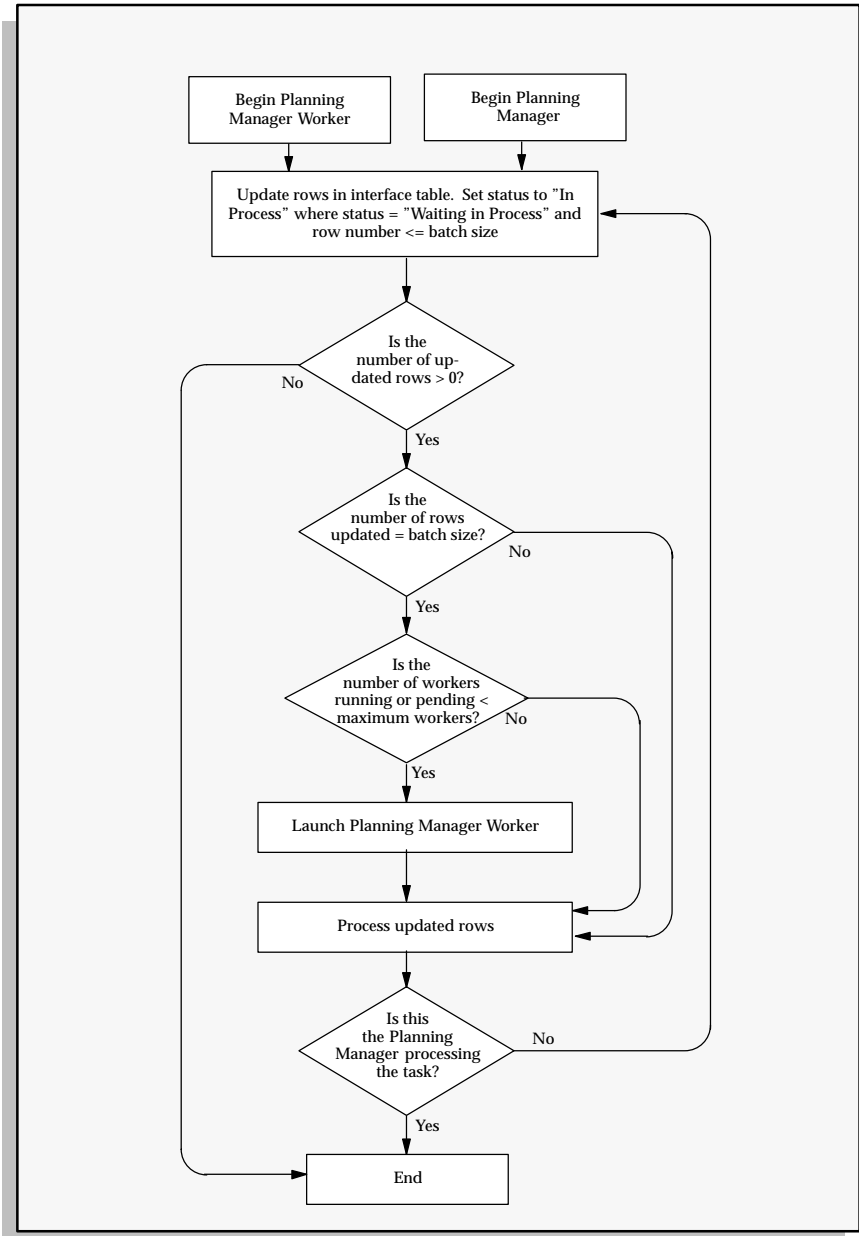 Begin Planning
Manager Worker
Begin Planning
Manager
Update rows in interface table. Set status to ”In
Process” where status = ”Waiting in Process” and
row number <= batch size
Is the
number of up-
dated rows > 0?
No
Yes
Is the
number of rows
updated = batch size?
No
Yes
Is the
number of workers
running or pending <
maximum workers?
No
Yes
Launch Planning Manager Worker
Process updated rows
Is this
the Planning
Manager processing
the task?
No
Yes
End